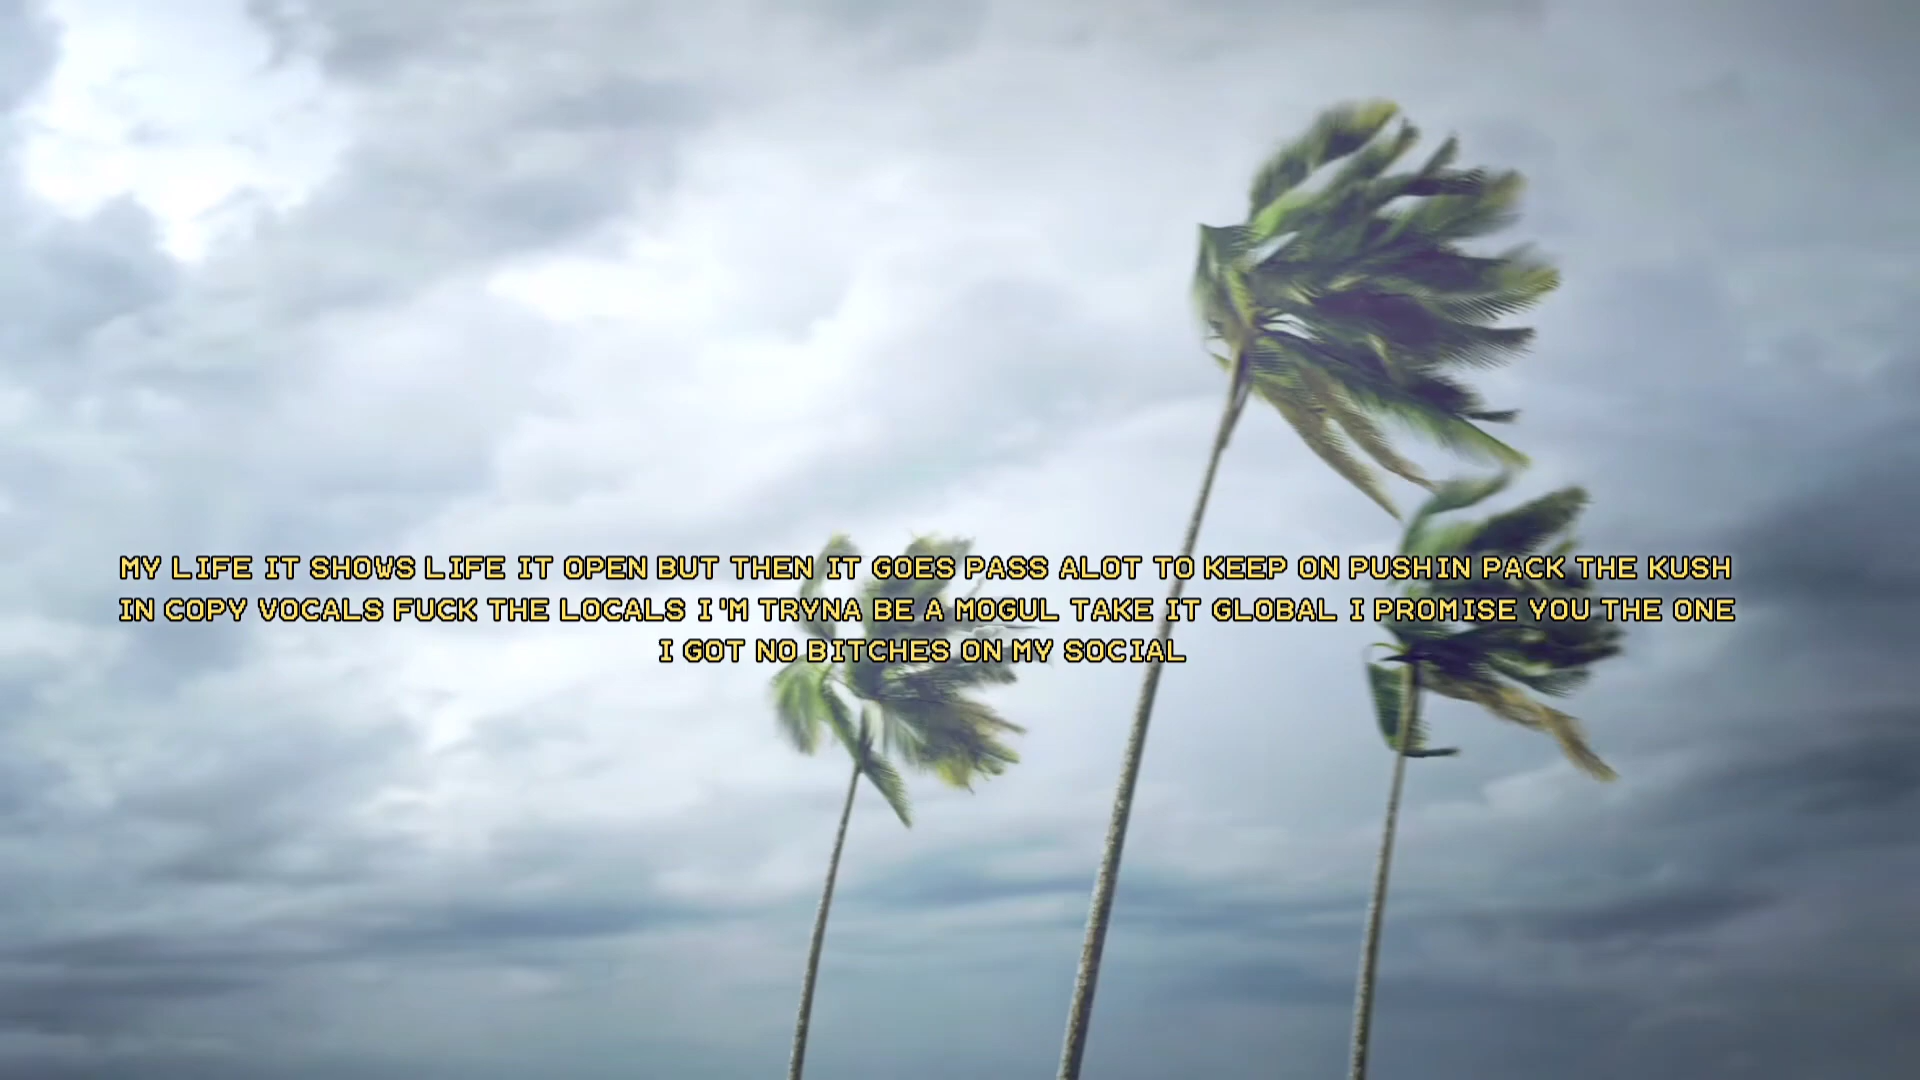 MY LIFE IT SHOWS LIFE IT OPEN BUT THEN IT GOES PASS ALOT TO KEEP ON PUSHIN PACK THE KUSH
IN COPY VOCALS FUCK THE LOCALS I'M TRYNA BE A MOGUL TAKE IT GLOBAL I PROMISE YOU THE ONE
I GOT NO BITCHES ON MY SOCIAL